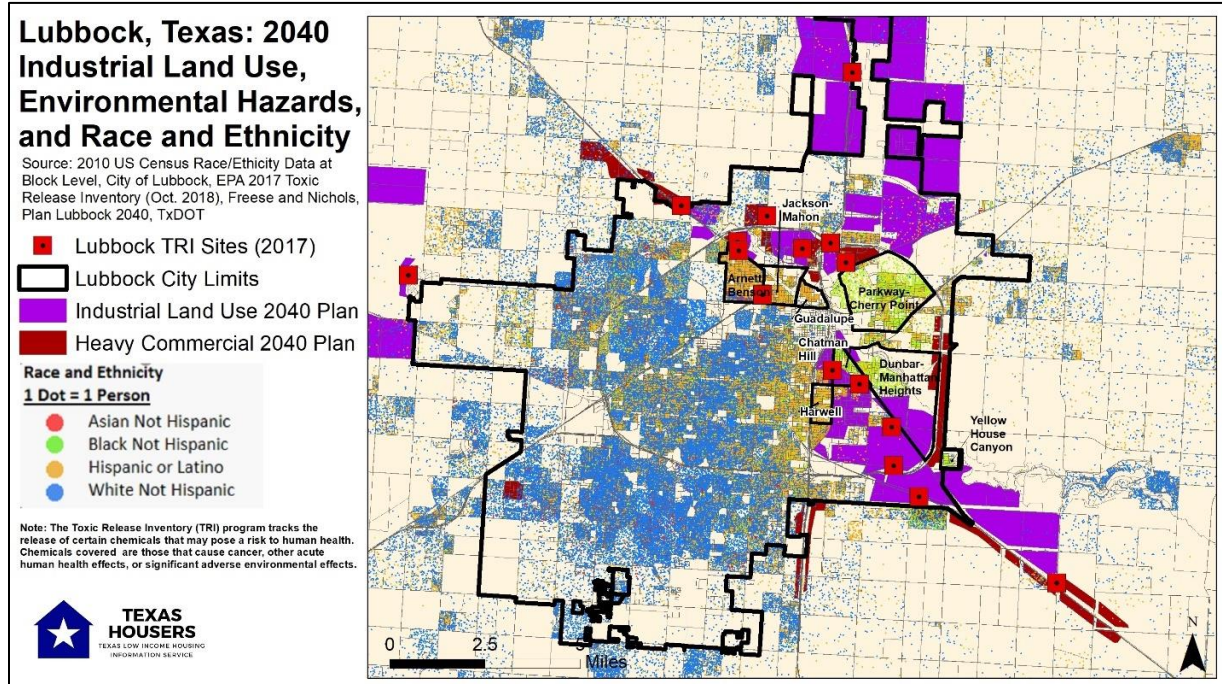 Lubbock, Texas: 2040
Industrial Land Use,
Environmental Hazards,
and Race and Ethnicity
Source: 2010 US Census Race/Ethicity Data at
Block Level, City of Lubbock, EPA 2017 Toxic
Release Inventory (Oct. 2018), Freese and Nichols,
Plan Lubbock 2040, TxDOT
Lubbock TRI Sites (2017)
Lubbock City Limits
Industrial Land Use 2040 Plan
Heavy Commercial 2040 Plan
Race and Ethnicity
1 Dot = 1 Person
Asian Not Hispanic
Black Not Hispanic
Hispanic or Latino
White Not Hispanic
Note: The Toxic Release Inventory (TRI) program tracks the
release of certain chemicals that may pose a risk to human health.
Chemicals covered are those that cause cancer, other acute
human health effects, or significant adverse environmental effects.
TEXAS
HOUSERS
TEXAS LOW INCOME HOUSING
INFORMATION SERVICE
Jackson-
Mahon
Arnett
Benson
Parkway-
Cherry Point
Guadalupe
Chatman
Hill
Dunbar-
Manhattan
Heights
Harwell
Yellow
House
Canyon
0 2.5
Miles
N